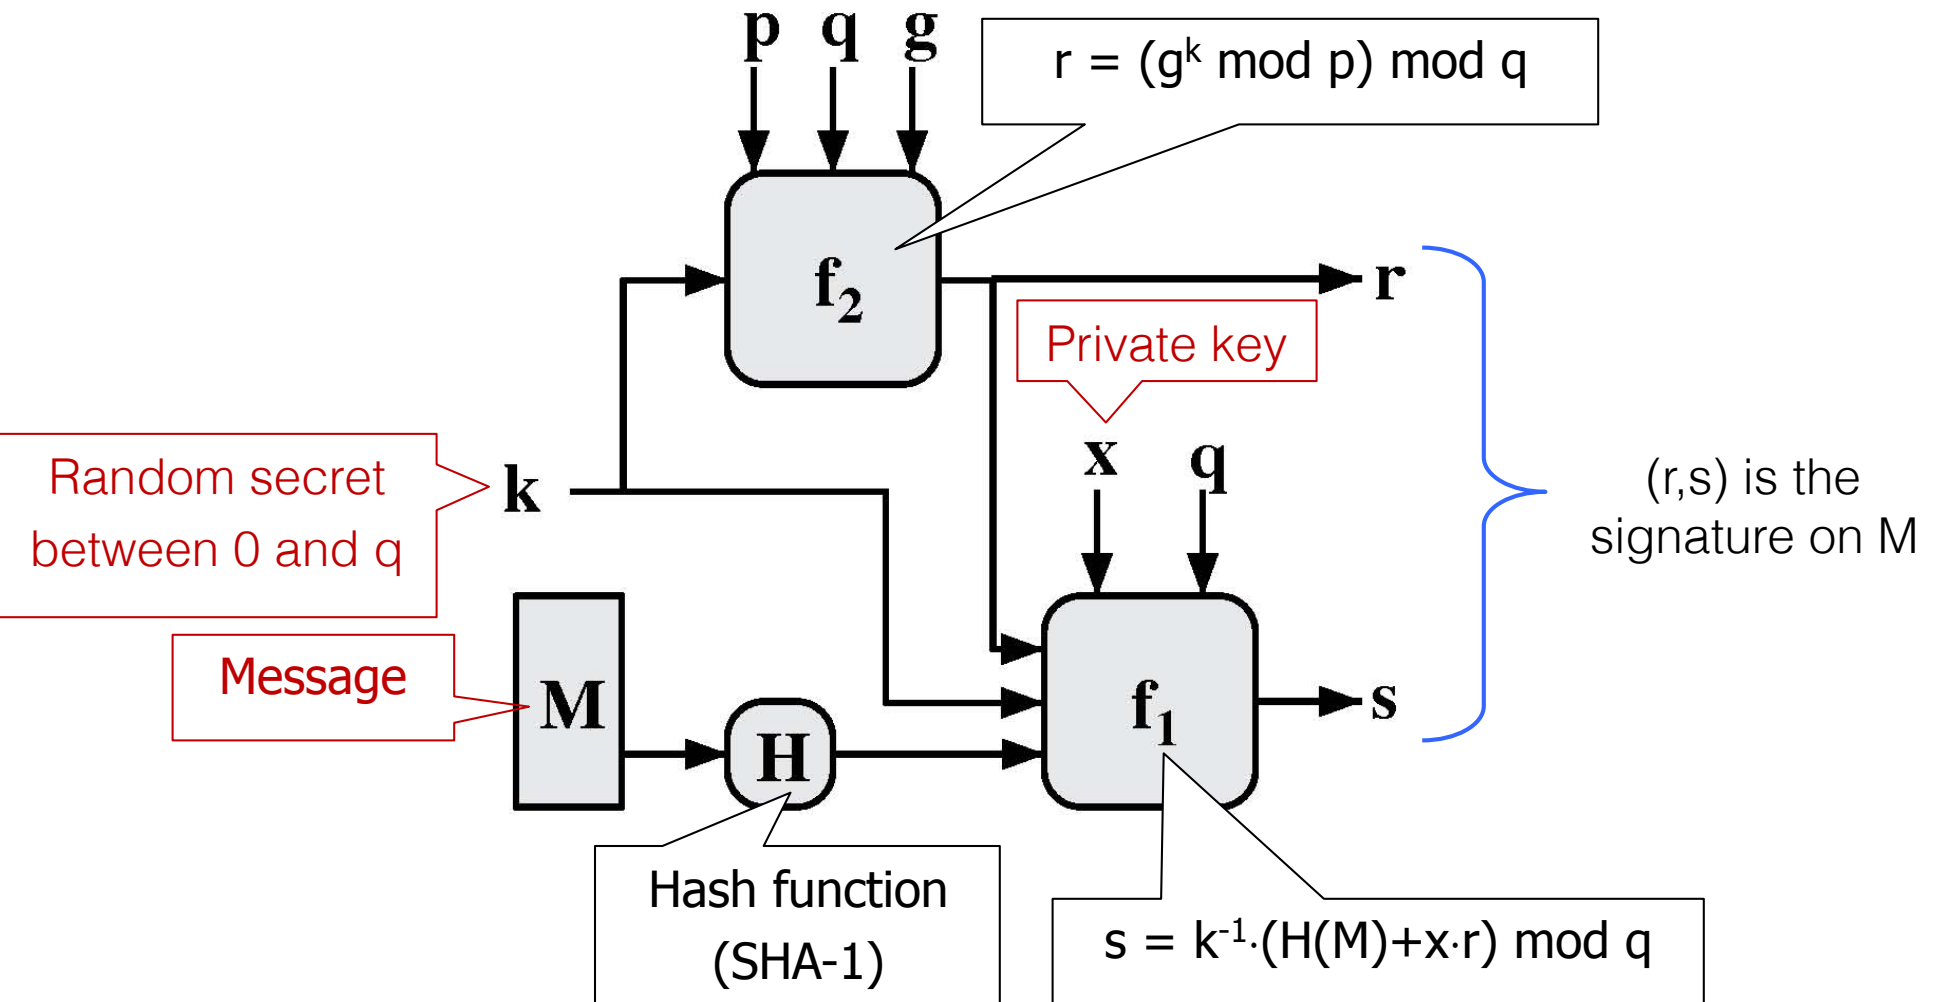 p q g
r = (gᵏ mod p) mod q
f₂
r
Private key
x q
Random secret
between 0 and q
k
(r,s) is the
signature on M
Message
M
H
f₁
s
Hash function
(SHA-1)
s = k⁻¹·(H(M)+x·r) mod q